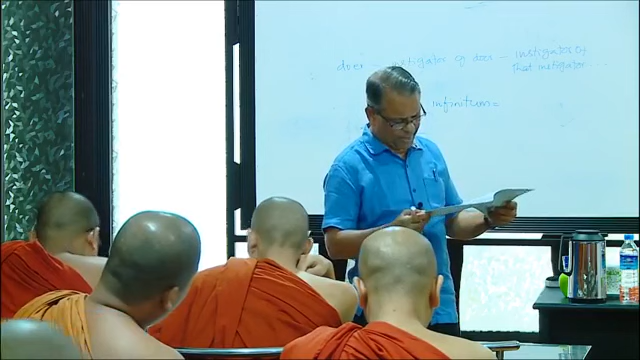 doer - instigator of doer - instigator of
that instigator ...
infinitum =